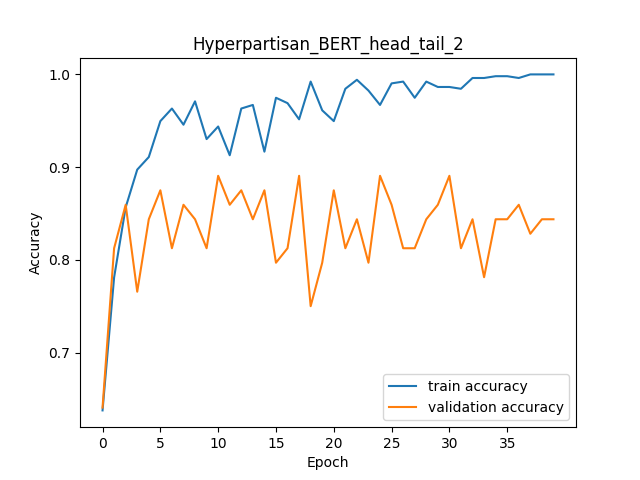 Hyperpartisan_BERT_head_tail_2
1.0
0.9
0.8
0.7
Accuracy
train accuracy
validation accuracy
0 5 10 15 20 25 30 35
Epoch